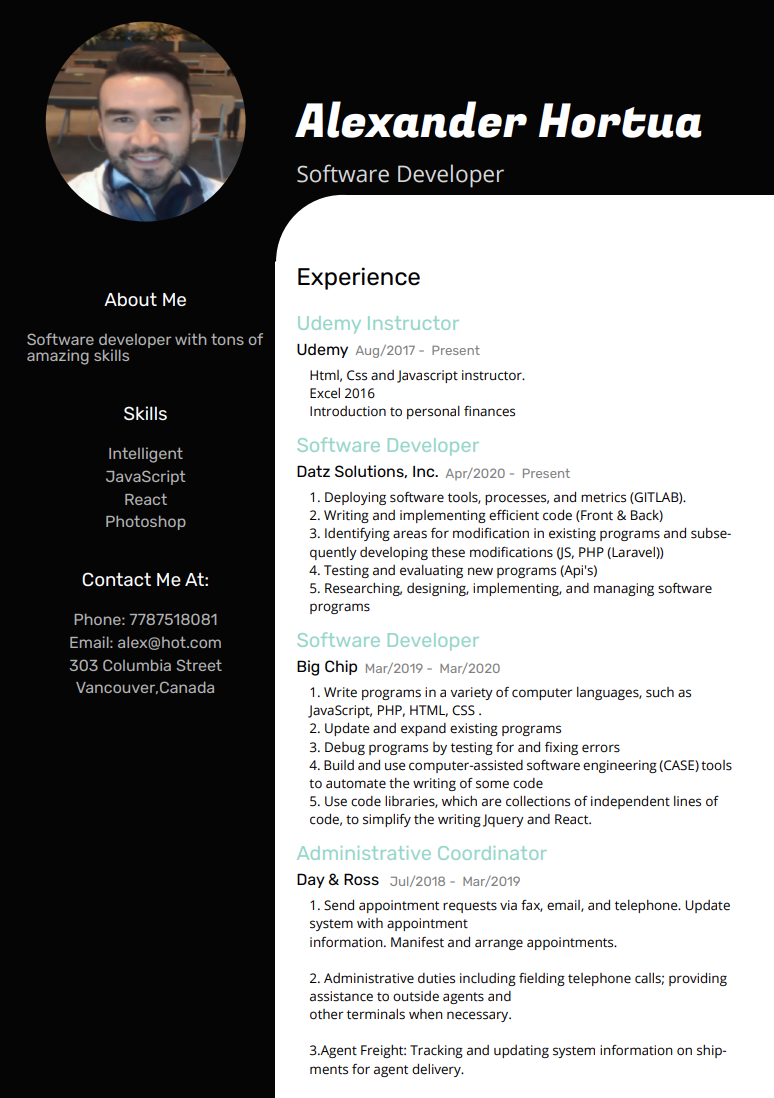 Alexander Hortua
Software Developer
About Me
Software developer with tons of
amazing skills
Skills
Intelligent
JavaScript
React
Photoshop
Contact Me At:
Phone: 7787518081
Email: alex@hot.com
303 Columbia Street
Vancouver,Canada
Experience
Udemy Instructor
Udemy Aug/2017 - Present
Html, Css and Javascript instructor.
Excel 2016
Introduction to personal finances
Software Developer
Datz Solutions, Inc. Apr/2020 - Present
1. Deploying software tools, processes, and metrics (GITLAB).
2. Writing and implementing efficient code (Front & Back)
3. Identifying areas for modification in existing programs and subse-
quently developing these modifications (JS, PHP (Laravel))
4. Testing and evaluating new programs (Api's)
5. Researching, designing, implementing, and managing software
programs
Software Developer
Big Chip Mar/2019 - Mar/2020
1. Write programs in a variety of computer languages, such as
JavaScript, PHP, HTML, CSS .
2. Update and expand existing programs
3. Debug programs by testing for and fixing errors
4. Build and use computer-assisted software engineering (CASE) tools
to automate the writing of some code
5. Use code libraries, which are collections of independent lines of
code, to simplify the writing Jquery and React.
Administrative Coordinator
Day & Ross Jul/2018 - Mar/2019
1. Send appointment requests via fax, email, and telephone. Update
system with appointment
information. Manifest and arrange appointments.
2. Administrative duties including fielding telephone calls; providing
assistance to outside agents and
other terminals when necessary.
3.Agent Freight: Tracking and updating system information on ship-
ments for agent delivery.